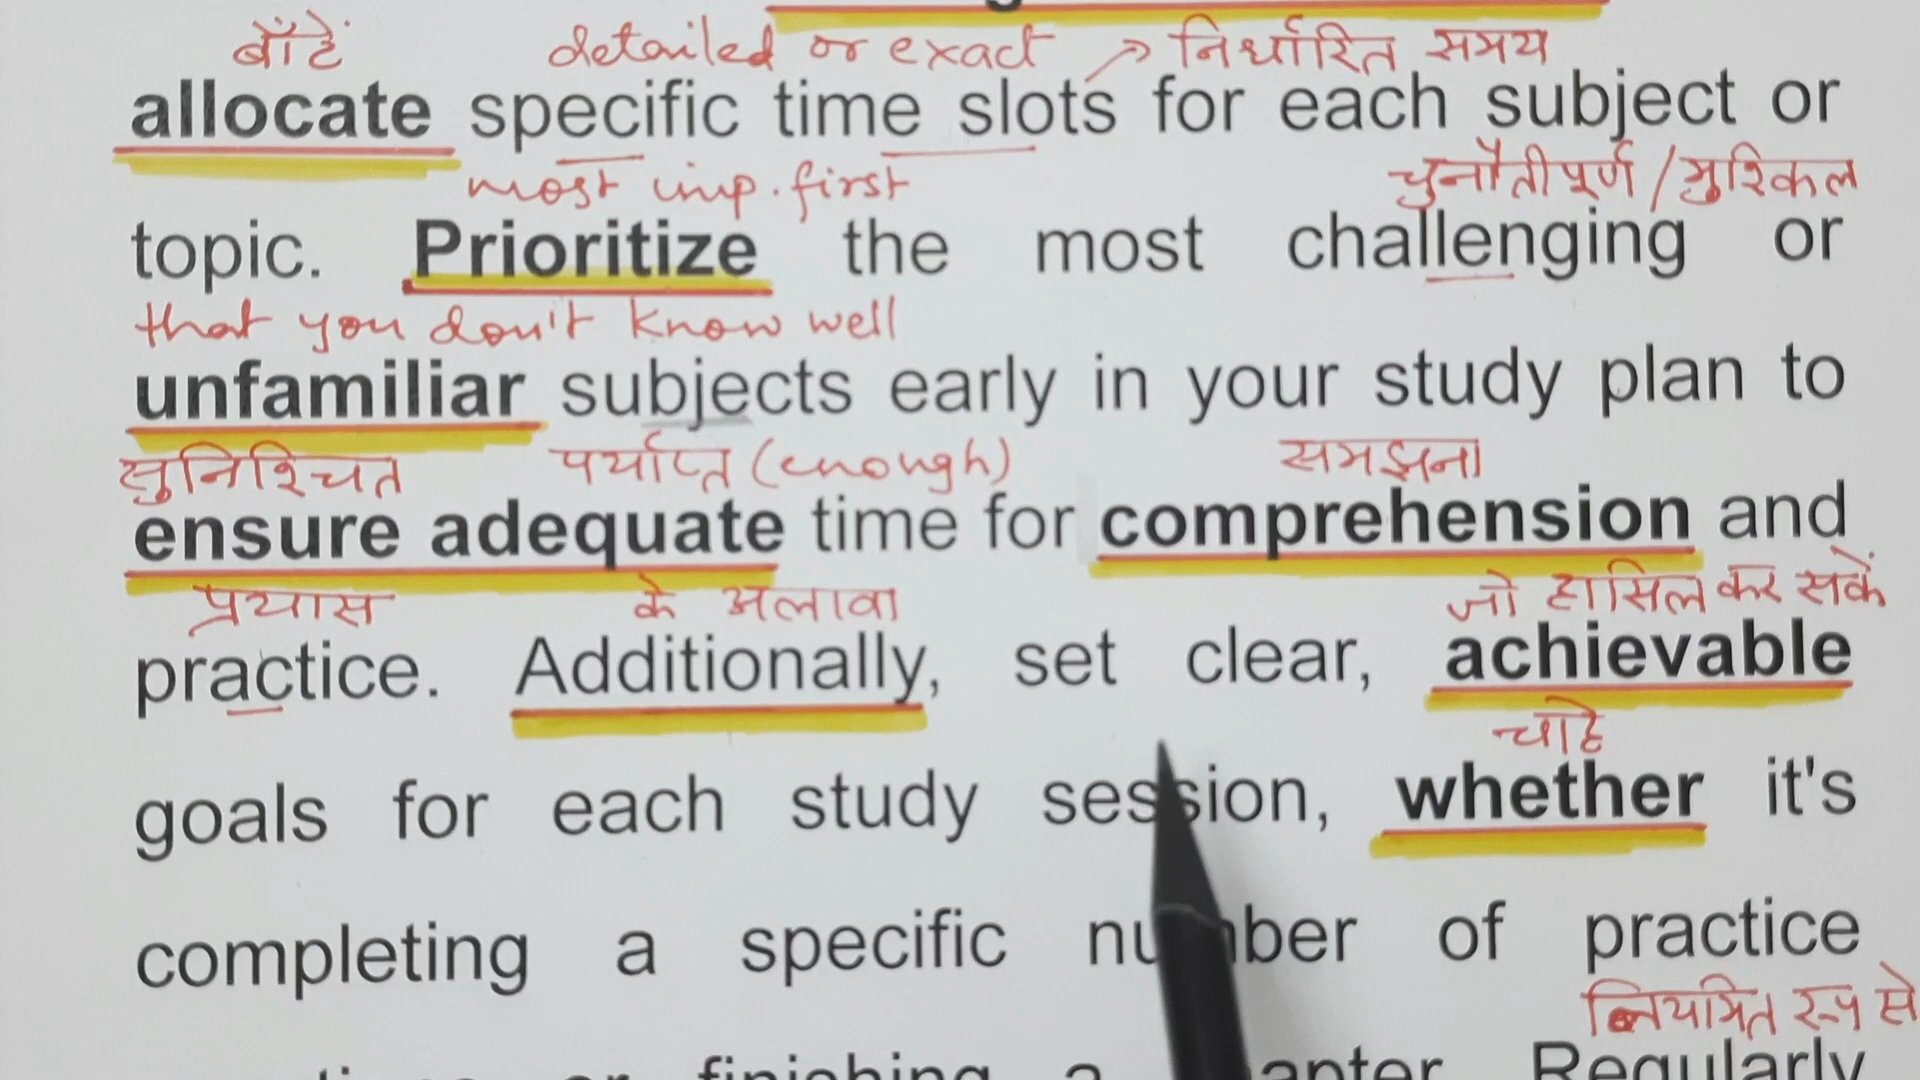 बाँटें detailed or exact → निर्धारित समय
allocate specific time slots for each subject or
most imp. first चुनौतीपूर्ण / मुश्किल
topic. Prioritize the most challenging or
that you don't know well
unfamiliar subjects early in your study plan to
सुनिश्चित पर्याप्त (enough) समझना
ensure adequate time for comprehension and
प्रयास के अलावा जो हासिल कर सकें
practice. Additionally, set clear, achievable
चाहे
goals for each study session, whether it's
completing a specific number of practice
नियमित रूप से
or finishing a Regularly